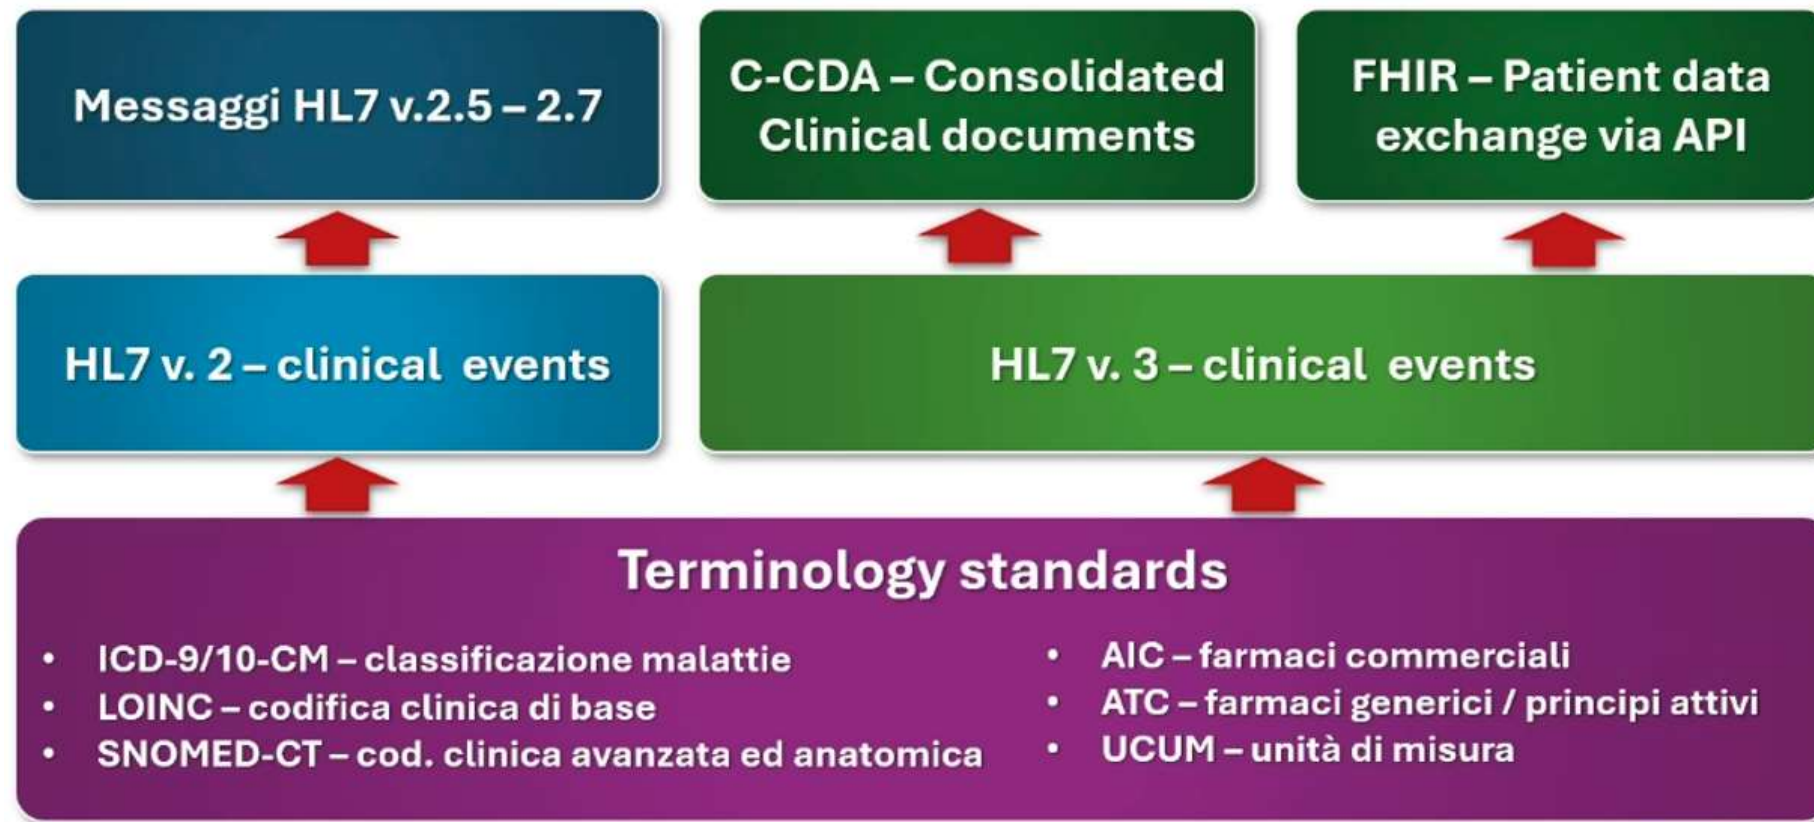 Messaggi HL7 v.2.5 – 2.7
C-CDA – Consolidated
Clinical documents
FHIR – Patient data
exchange via API
HL7 v. 2 – clinical events
HL7 v. 3 – clinical events
Terminology standards
• ICD-9/10-CM – classificazione malattie
• LOINC – codifica clinica di base
• SNOMED-CT – cod. clinica avanzata ed anatomica
• AIC – farmaci commerciali
• ATC – farmaci generici / principi attivi
• UCUM – unità di misura